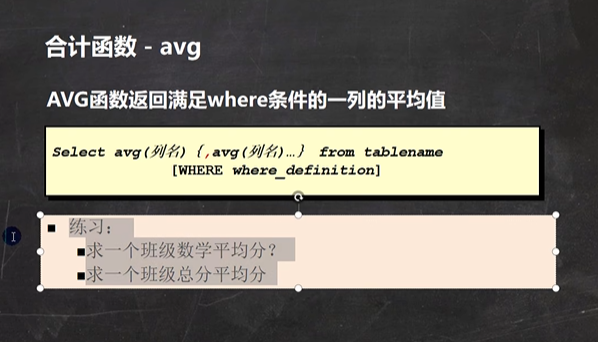 合计函数 - avg
AVG函数返回满足where条件的一列的平均值
Select avg(列名)｛,avg(列名)…｝ from tablename
[WHERE where_definition]
■ 练习：
■求一个班级数学平均分？
■求一个班级总分平均分